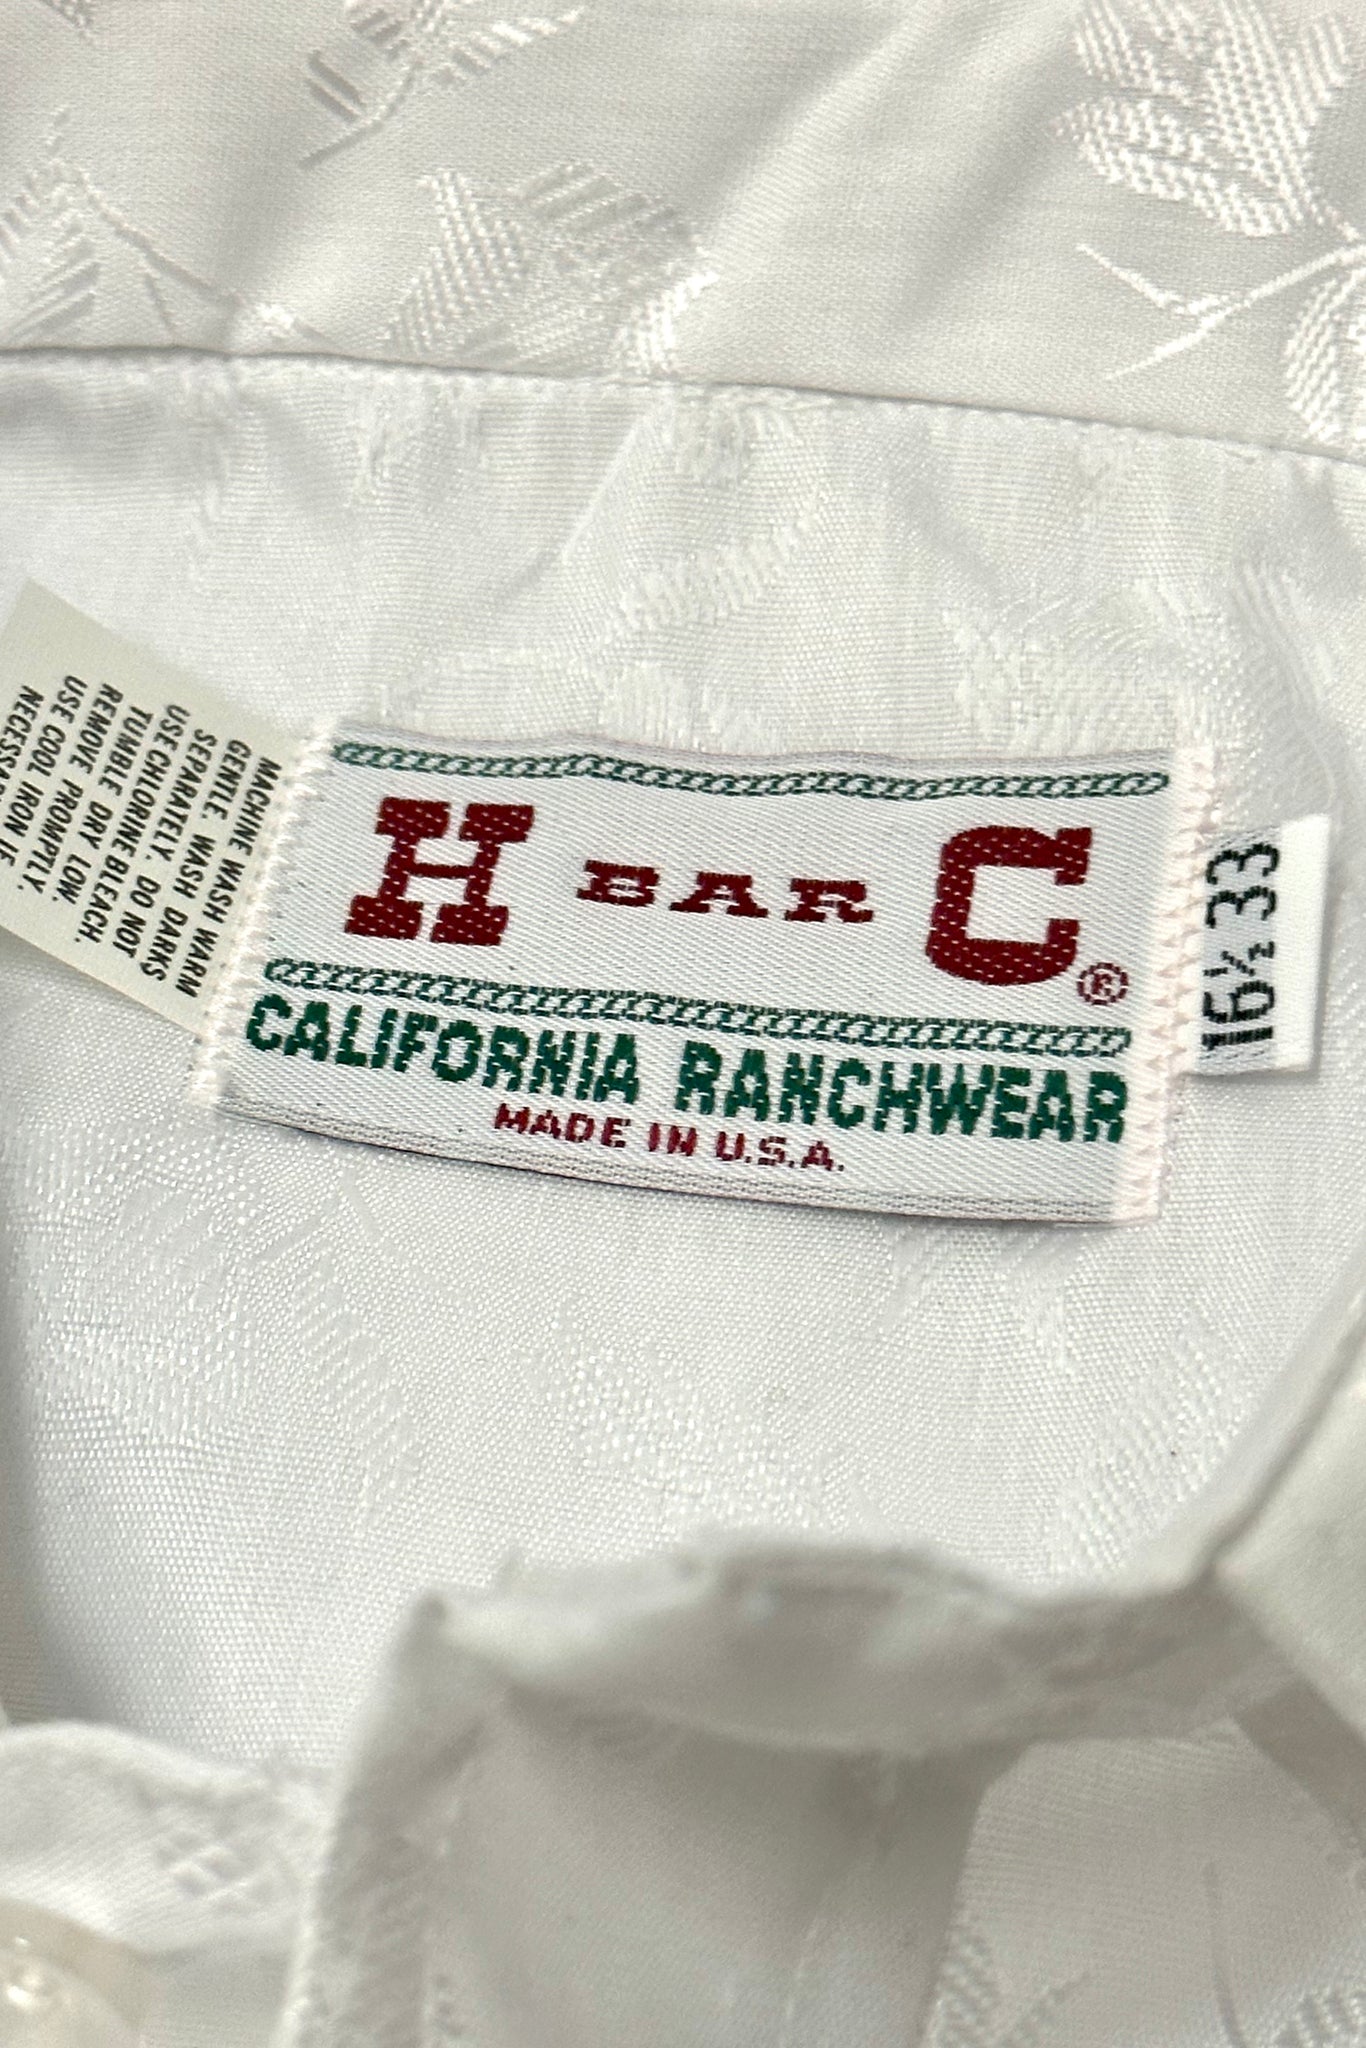 H BAR C ®
CALIFORNIA RANCHWEAR
MADE IN U.S.A.
16½ 33
MACHINE WASH WARM
GENTLE. WASH DARKS
SEPARATELY. DO NOT
USE CHLORINE BLEACH.
TUMBLE DRY LOW.
REMOVE PROMPTLY.
USE COOL IRON IF